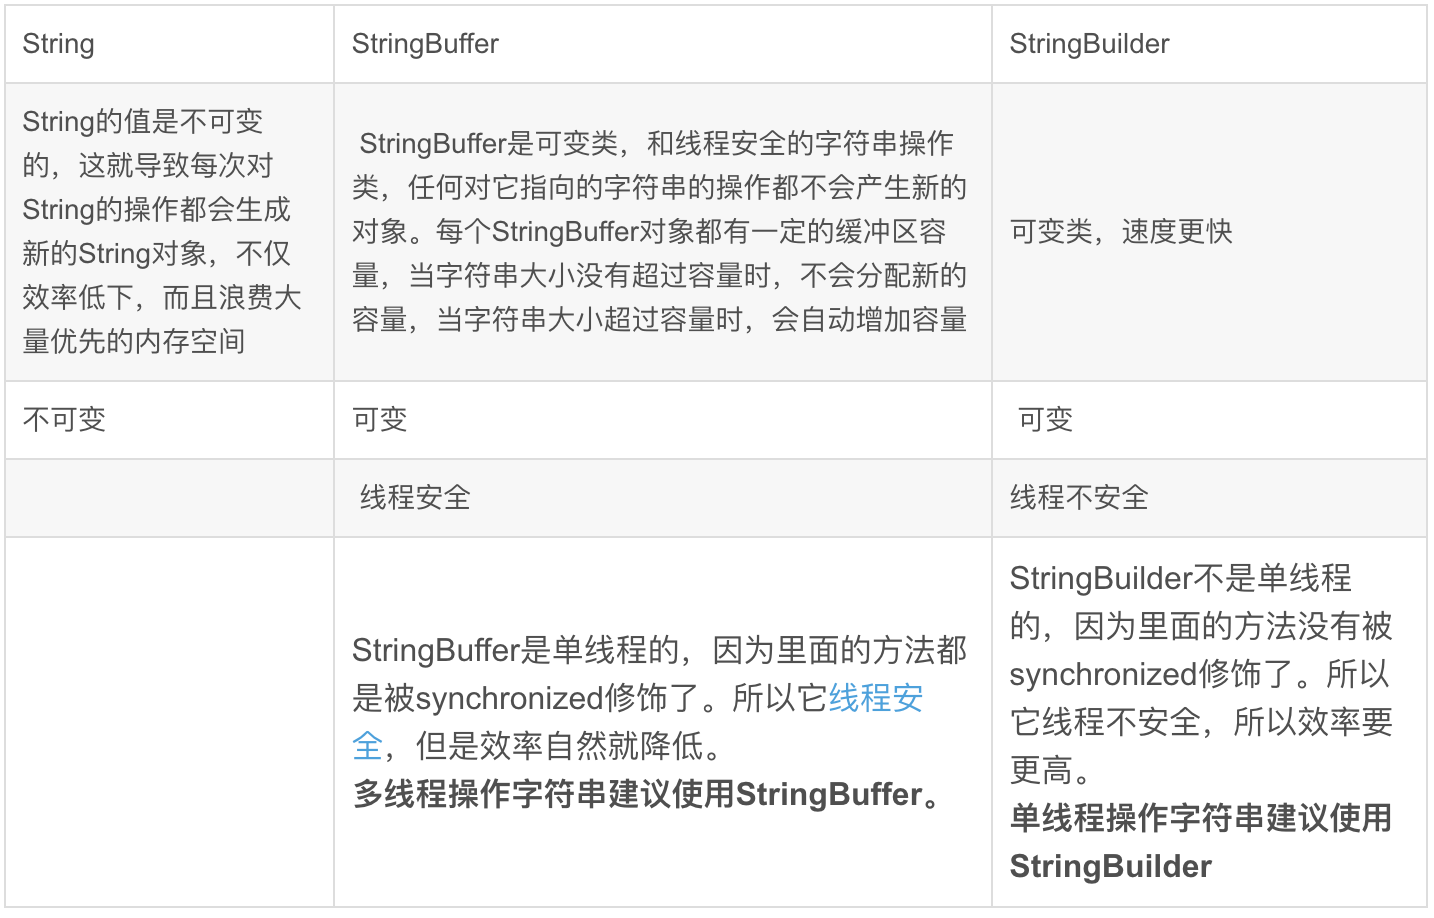 String
StringBuffer
StringBuilder
String的值是不可变
的，这就导致每次对
String的操作都会生成
新的String对象，不仅
效率低下，而且浪费大
量优先的内存空间
StringBuffer是可变类，和线程安全的字符串操作
类，任何对它指向的字符串的操作都不会产生新的
对象。每个StringBuffer对象都有一定的缓冲区容
量，当字符串大小没有超过容量时，不会分配新的
容量，当字符串大小超过容量时，会自动增加容量
可变类，速度更快
不可变
可变
可变
线程安全
线程不安全
StringBuffer是单线程的，因为里面的方法都
是被synchronized修饰了。所以它线程安
全，但是效率自然就降低。
多线程操作字符串建议使用StringBuffer。
StringBuilder不是单线程
的，因为里面的方法没有被
synchronized修饰了。所以
它线程不安全，所以效率要
更高。
单线程操作字符串建议使用
StringBuilder